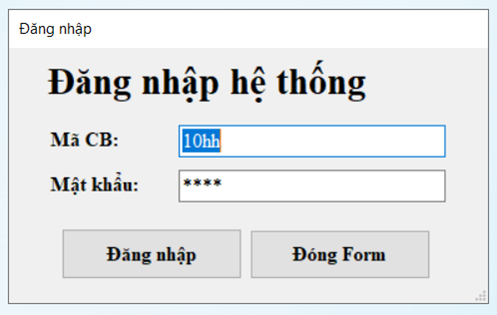 Đăng nhập
Đăng nhập hệ thống
Mã CB: 10hh
Mật khẩu: ****
Đăng nhập Đóng Form